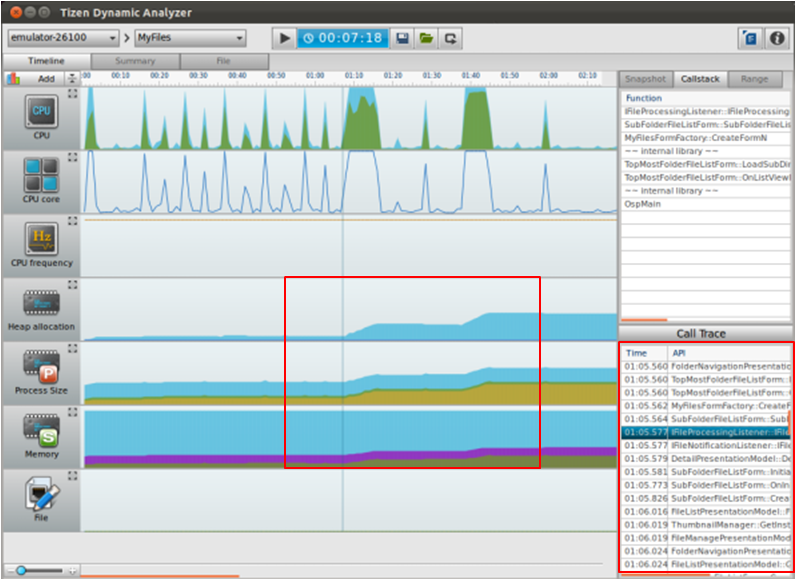 Tizen Dynamic Analyzer
emulator-26100 > MyFiles 00:07:18
Timeline Summary File
Add
:00 00:10 00:20 00:30 00:40 00:50 01:00 01:10 01:20 01:30 01:40 01:50 02:00 02:10
CPU
CPU
CPU core
Hz
CPU frequency
Heap allocation
P
Process Size
S
Memory
File
Snapshot Callstack Range
Function
IFileProcessingListener::IFileProcessing
SubFolderFileListForm::SubFolderFileLis
MyFilesFormFactory::CreateFormN
~~ internal library ~~
TopMostFolderFileListForm::LoadSubDir
TopMostFolderFileListForm::OnListViewI
~~ internal library ~~
OspMain
Call Trace
Time API
01:05.560 FolderNavigationPresentatio
01:05.560 TopMostFolderFileListForm::
01:05.560 TopMostFolderFileListForm::
01:05.562 MyFilesFormFactory::CreateF
01:05.564 SubFolderFileListForm::SubF
01:05.577 IFileProcessingListener::IFile
01:05.577 IFileNotificationListener::IFile
01:05.579 DetailPresentationModel::De
01:05.581 SubFolderFileListForm::Initia
01:05.773 SubFolderFileListForm::OnIn
01:05.826 SubFolderFileListForm::Crea
01:06.016 FileListPresentationModel::F
01:06.019 ThumbnailManager::GetInst
01:06.019 FileManagePresentationMod
01:06.024 FolderNavigationPresentatio
01:06.024 FileListPresentationModel::C